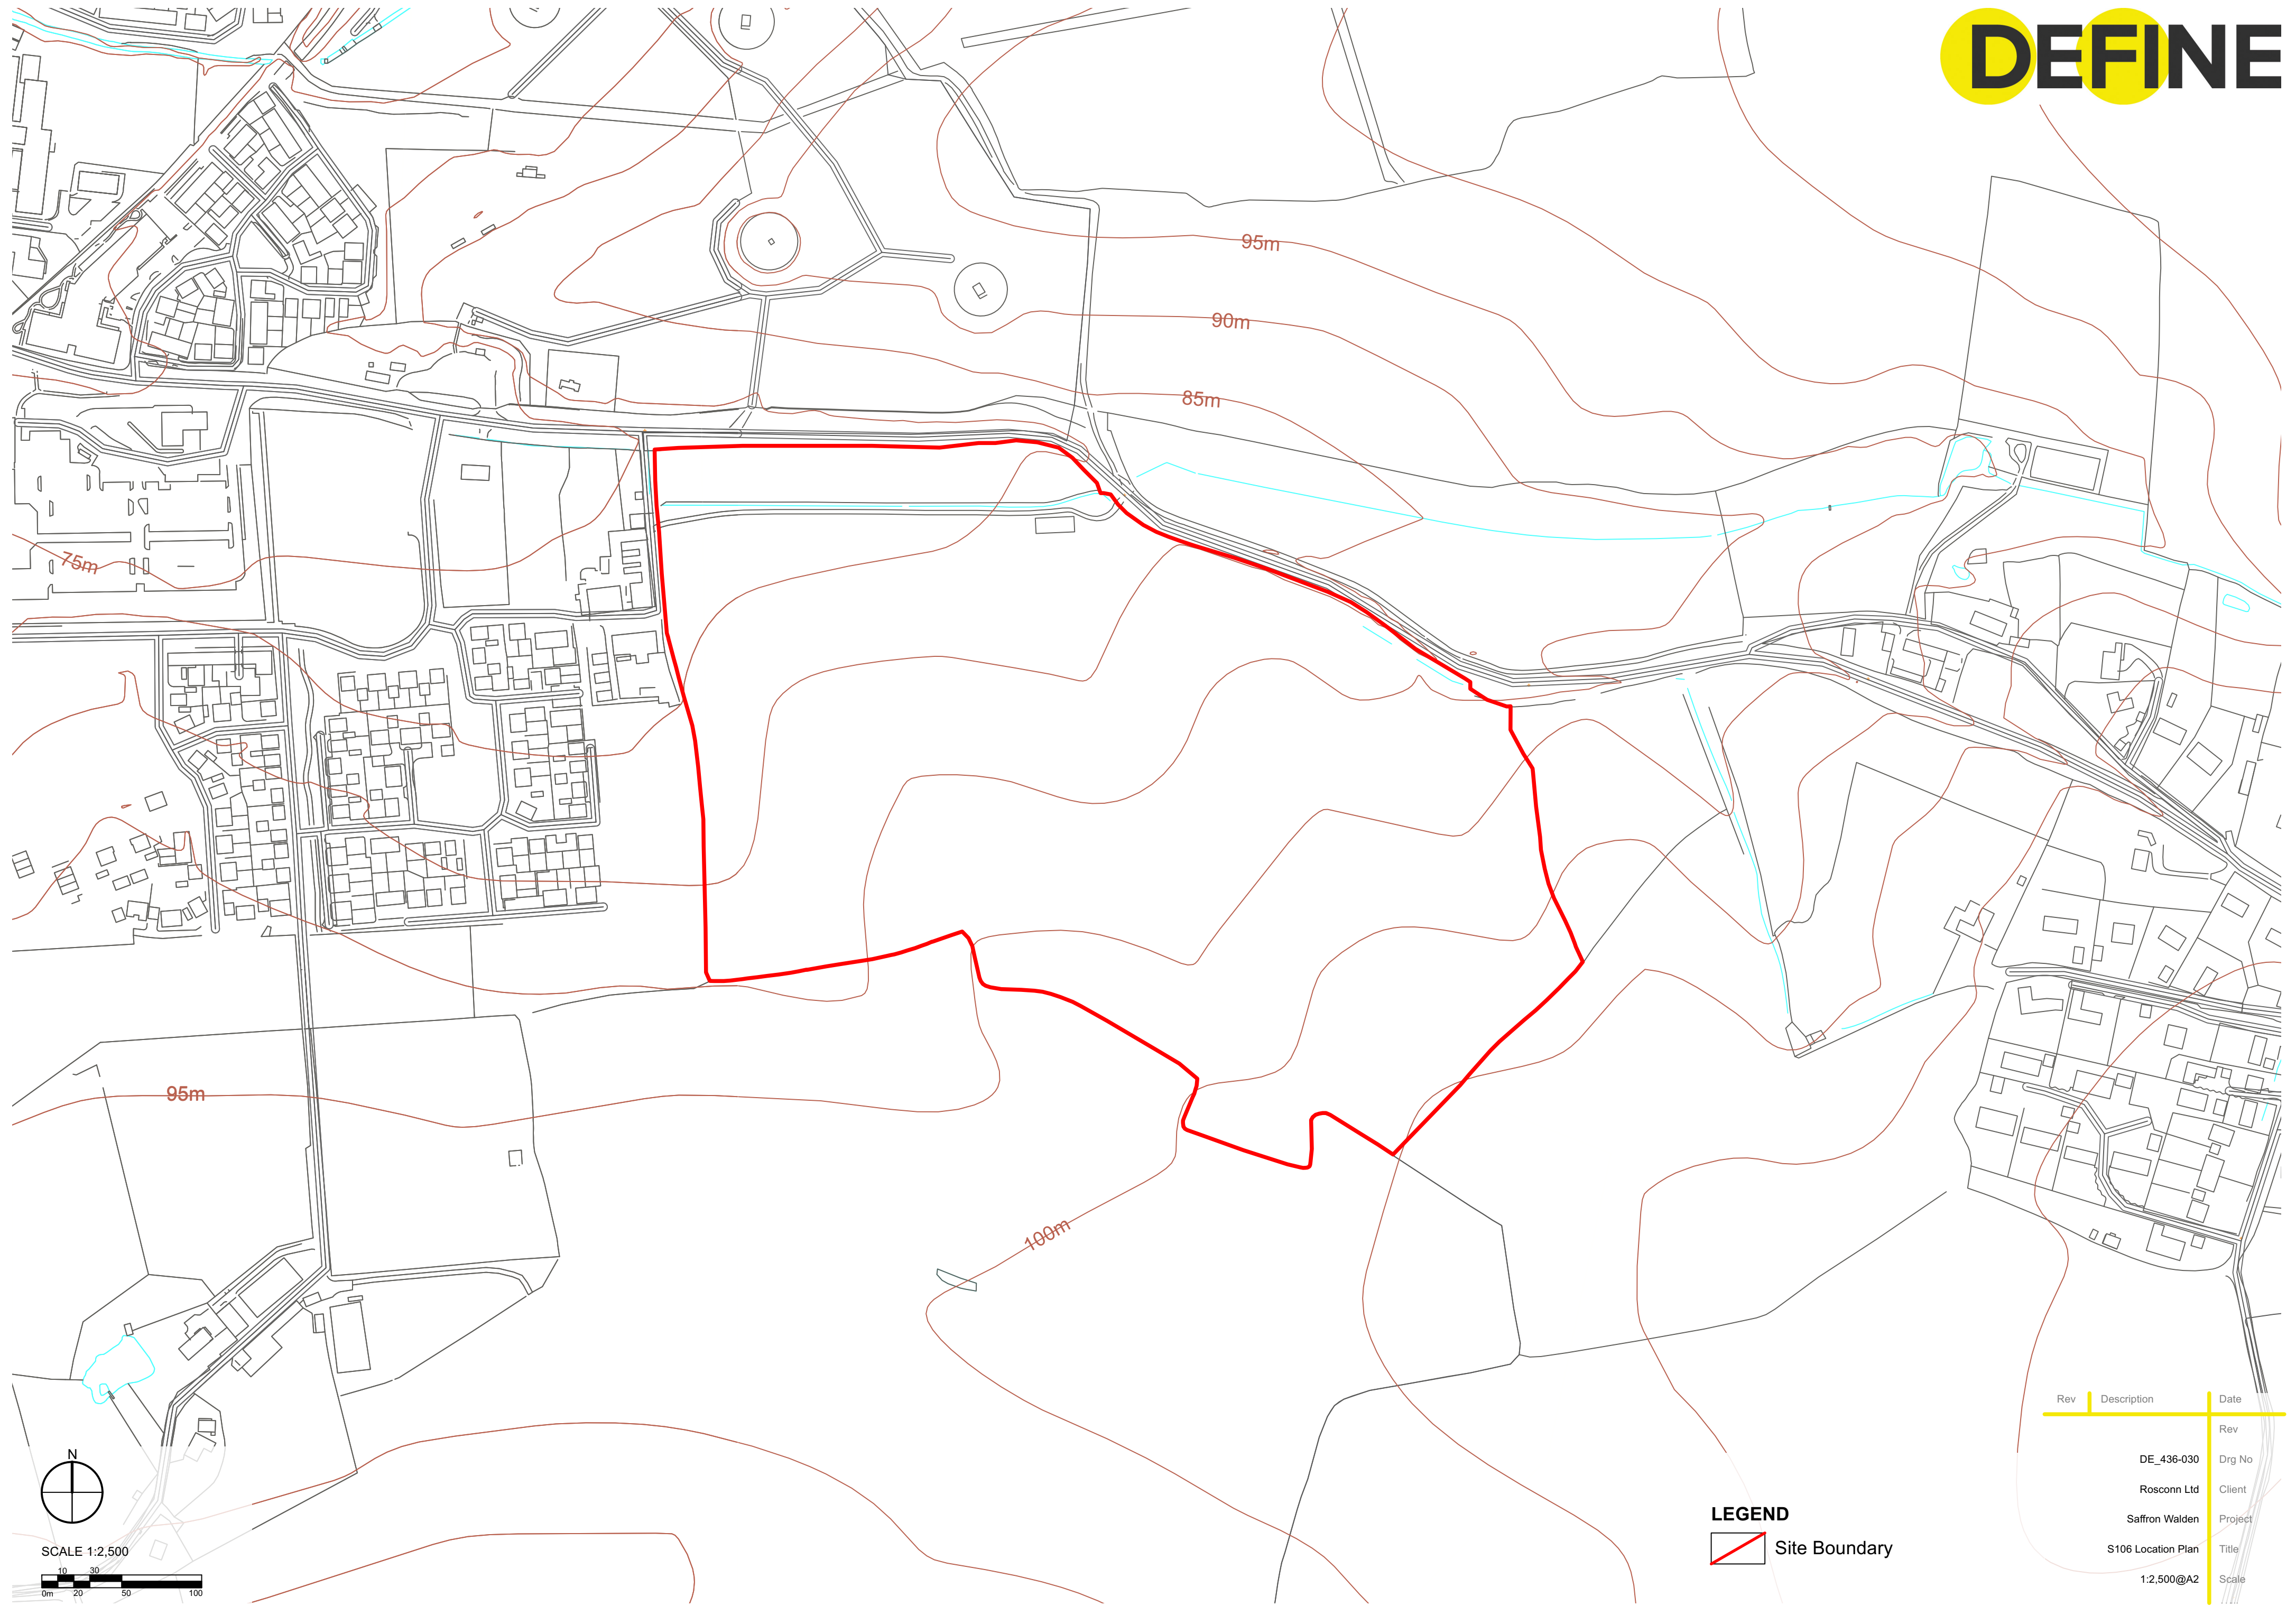 DEFINE
95m
90m
85m
75m
95m
100m
Rev Description Date
Rev
DE_436-030 Drg No
Rosconn Ltd Client
Saffron Walden Project
S106 Location Plan Title
1:2,500@A2 Scale
LEGEND
Site Boundary
N
SCALE 1:2,500
10 30
0m 20 50 100